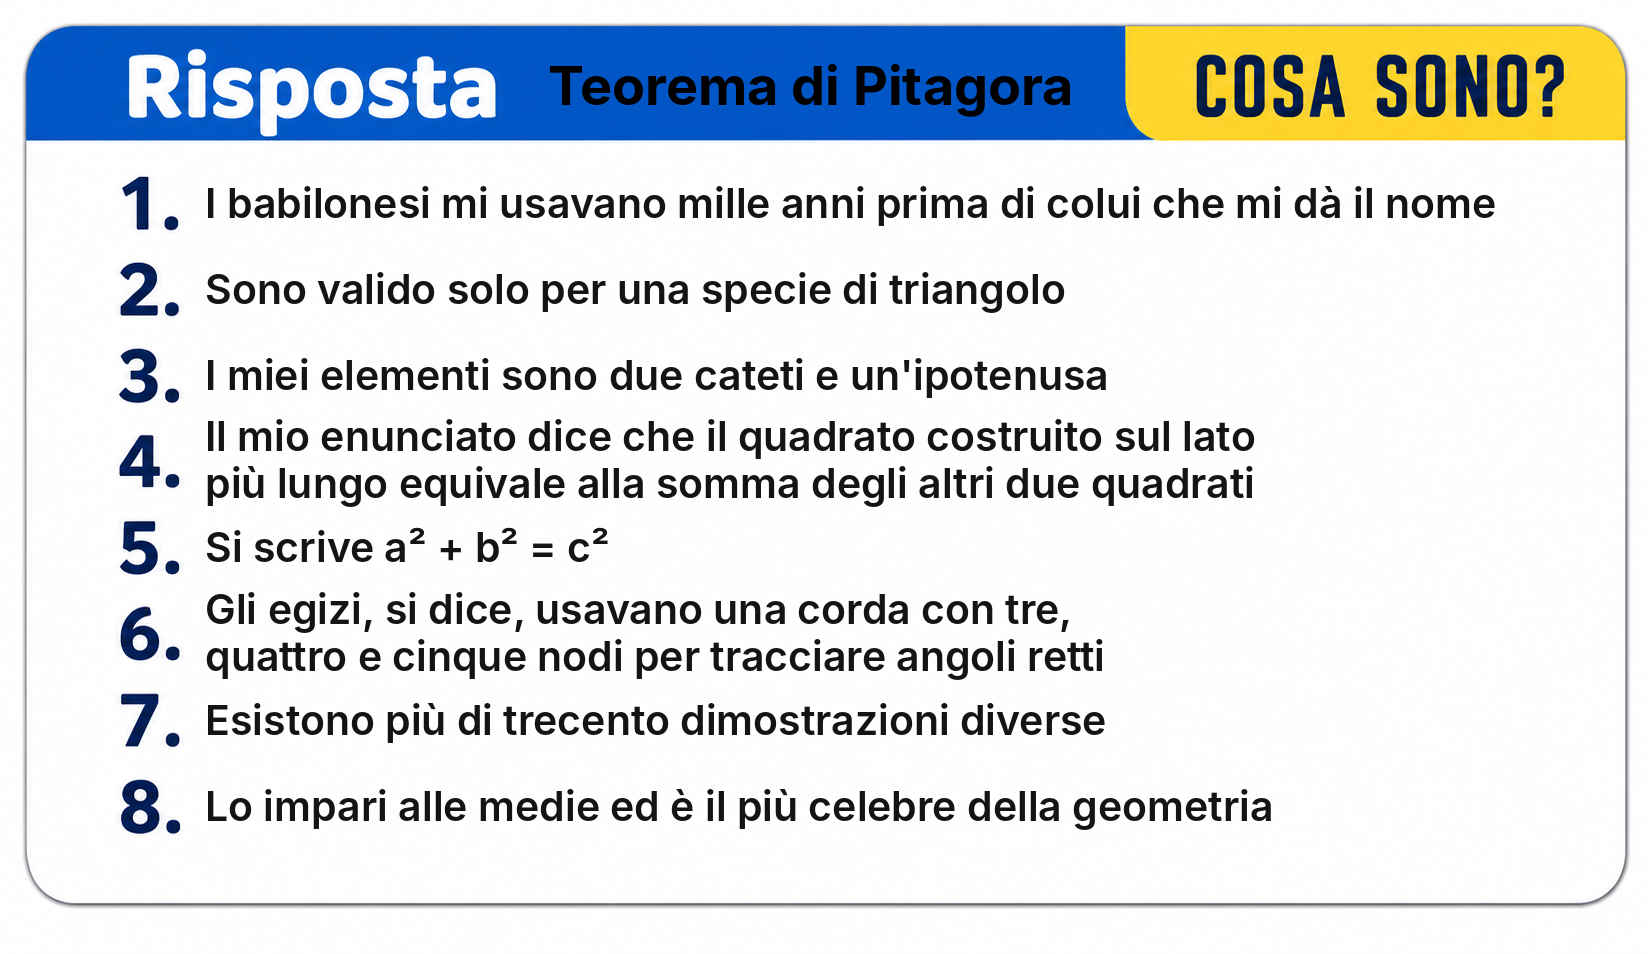 Risposta Teorema di Pitagora COSA SONO?
1. I babilonesi mi usavano mille anni prima di colui che mi dà il nome
2. Sono valido solo per una specie di triangolo
3. I miei elementi sono due cateti e un'ipotenusa
4. Il mio enunciato dice che il quadrato costruito sul lato
più lungo equivale alla somma degli altri due quadrati
5. Si scrive a² + b² = c²
6. Gli egizi, si dice, usavano una corda con tre,
quattro e cinque nodi per tracciare angoli retti
7. Esistono più di trecento dimostrazioni diverse
8. Lo impari alle medie ed è il più celebre della geometria